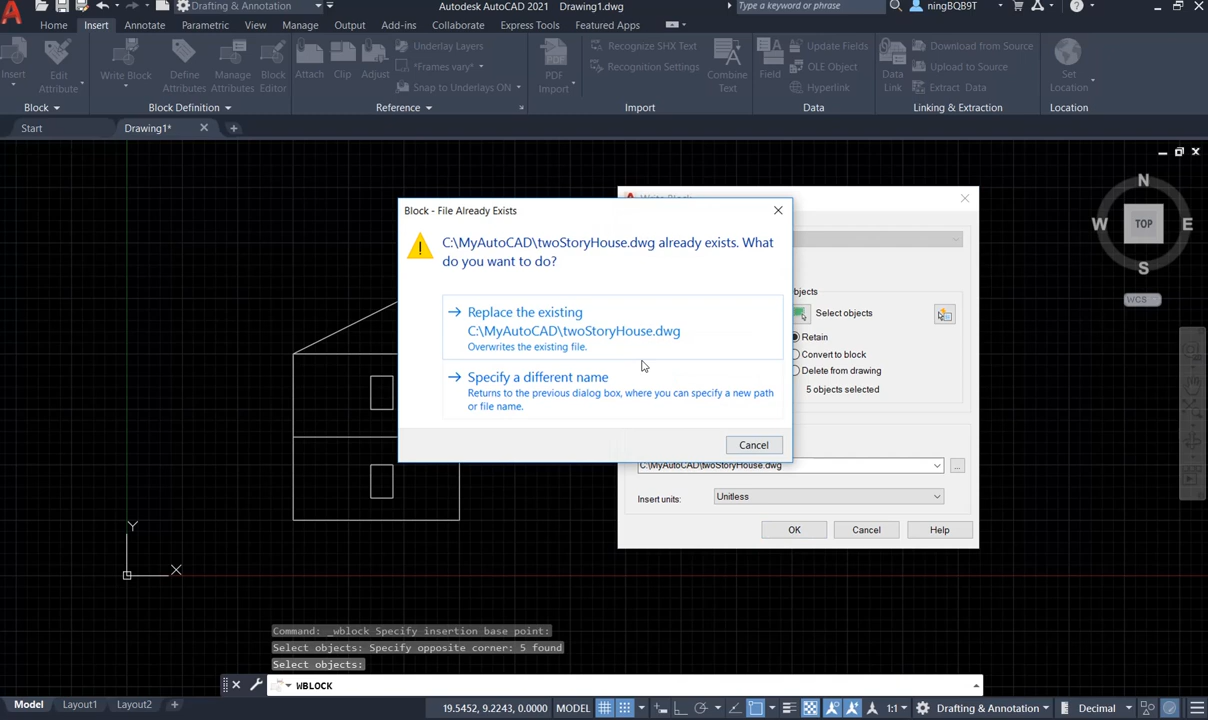 Drafting & Annotation
Autodesk AutoCAD 2021 Drawing1.dwg
Type a keyword or phrase
ningBQB9T
Home Insert Annotate Parametric View Manage Output Add-ins Collaborate Express Tools Featured Apps
Insert
Edit
Attribute
Write Block
Define
Attributes
Manage
Attributes
Block
Editor
Attach
Clip
Adjust
Underlay Layers
*Frames vary*
Snap to Underlays ON
PDF
Import
Recognize SHX Text
Recognition Settings
Combine
Text
Field
Update Fields
OLE Object
Hyperlink
Data
Link
Download from Source
Upload to Source
Extract Data
Set
Location
Block
Block Definition
Reference
Import
Data
Linking & Extraction
Location
Start
Drawing1*
N
W
TOP
E
S
WCS
Block - File Already Exists
C:\MyAutoCAD\twoStoryHouse.dwg already exists. What
do you want to do?
Replace the existing
C:\MyAutoCAD\twoStoryHouse.dwg
Overwrites the existing file.
Specify a different name
Returns to the previous dialog box, where you can specify a new path
or file name.
Cancel
Select objects
Retain
Convert to block
Delete from drawing
5 objects selected
C:\MyAutoCAD\twoStoryHouse.dwg
...
Insert units:
Unitless
OK
Cancel
Help
Y
X
Command: _wblock Specify insertion base point:
Select objects: Specify opposite corner: 5 found
Select objects:
WBLOCK
Model
Layout1
Layout2
19.5452, 9.2243, 0.0000
MODEL
1:1
Drafting & Annotation
Decimal